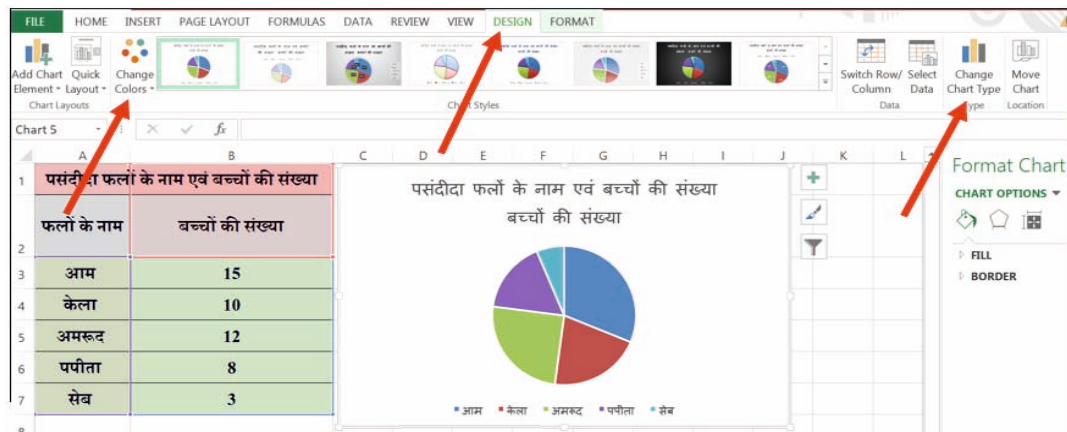 FILE HOME INSERT PAGE LAYOUT FORMULAS DATA REVIEW VIEW DESIGN FORMAT
Add Chart Element Quick Layout Change Colors Switch Row/ Column Select Data Change Chart Type Move Chart
Chart Layouts Chart Styles Data Type Location
Chart 5 fx
A B C D E F G H I J K L
1 पसंदीदा फलों के नाम एवं बच्चों की संख्या
2 फलों के नाम बच्चों की संख्या
3 आम 15
4 केला 10
5 अमरूद 12
6 पपीता 8
7 सेब 3
8
पसंदीदा फलों के नाम एवं बच्चों की संख्या
बच्चों की संख्या
आम केला अमरूद पपीता सेब
Format Chart
CHART OPTIONS
FILL
BORDER